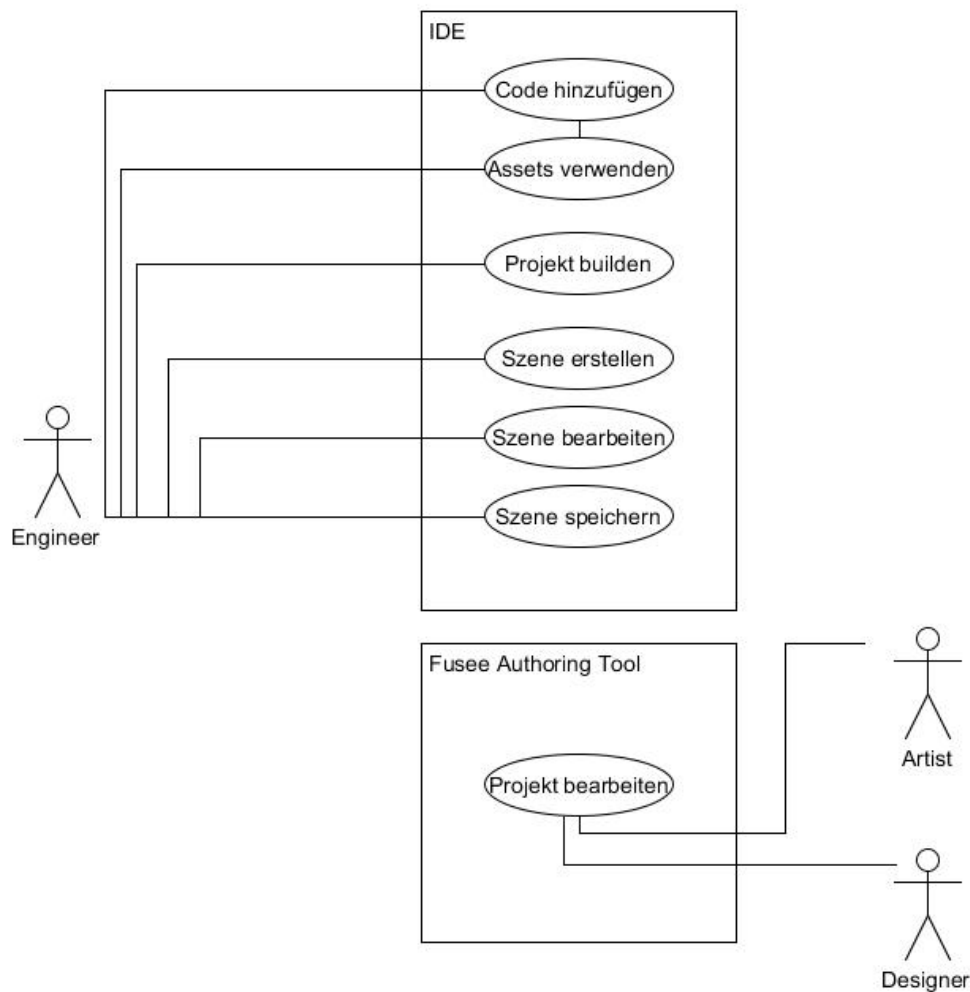 IDE
Code hinzufügen
Assets verwenden
Projekt builden
Szene erstellen
Szene bearbeiten
Szene speichern
Engineer
Fusee Authoring Tool
Projekt bearbeiten
Artist
Designer